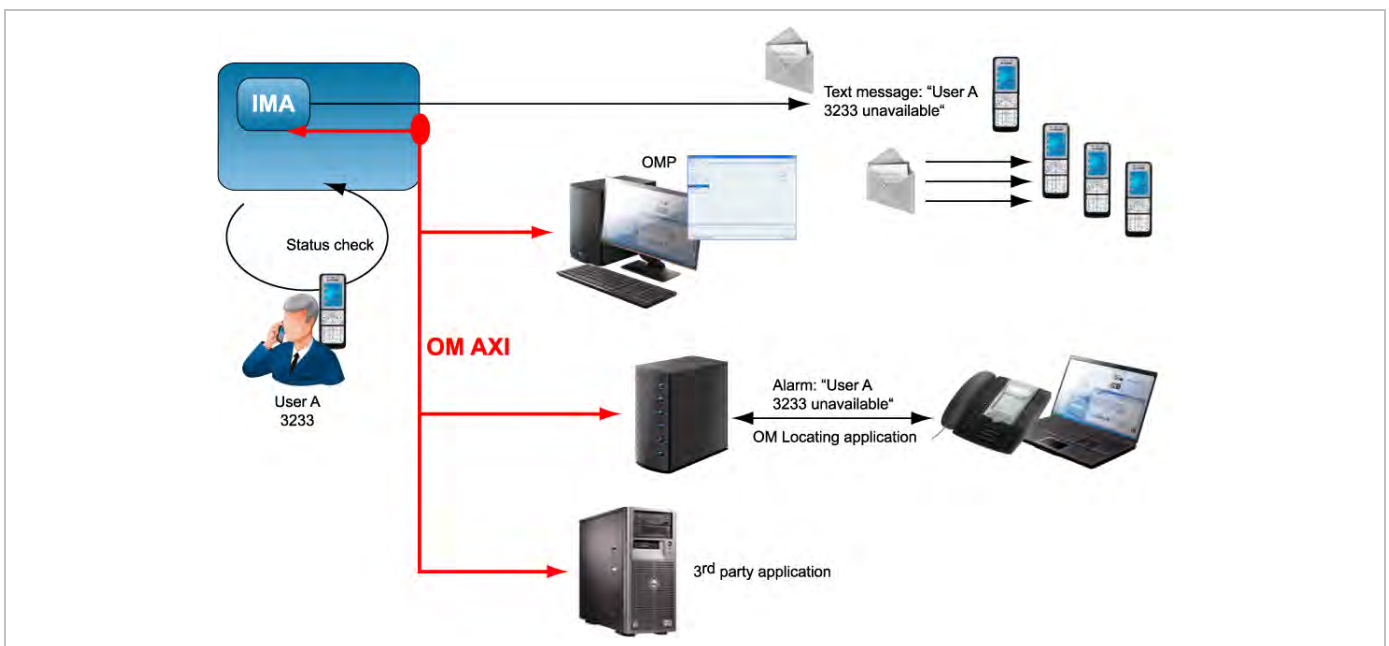 IMA
Text message: “User A
3233 unavailable“
OMP
Status check
OM AXI
User A
3233
Alarm: “User A
3233 unavailable“
OM Locating application
3rd party application